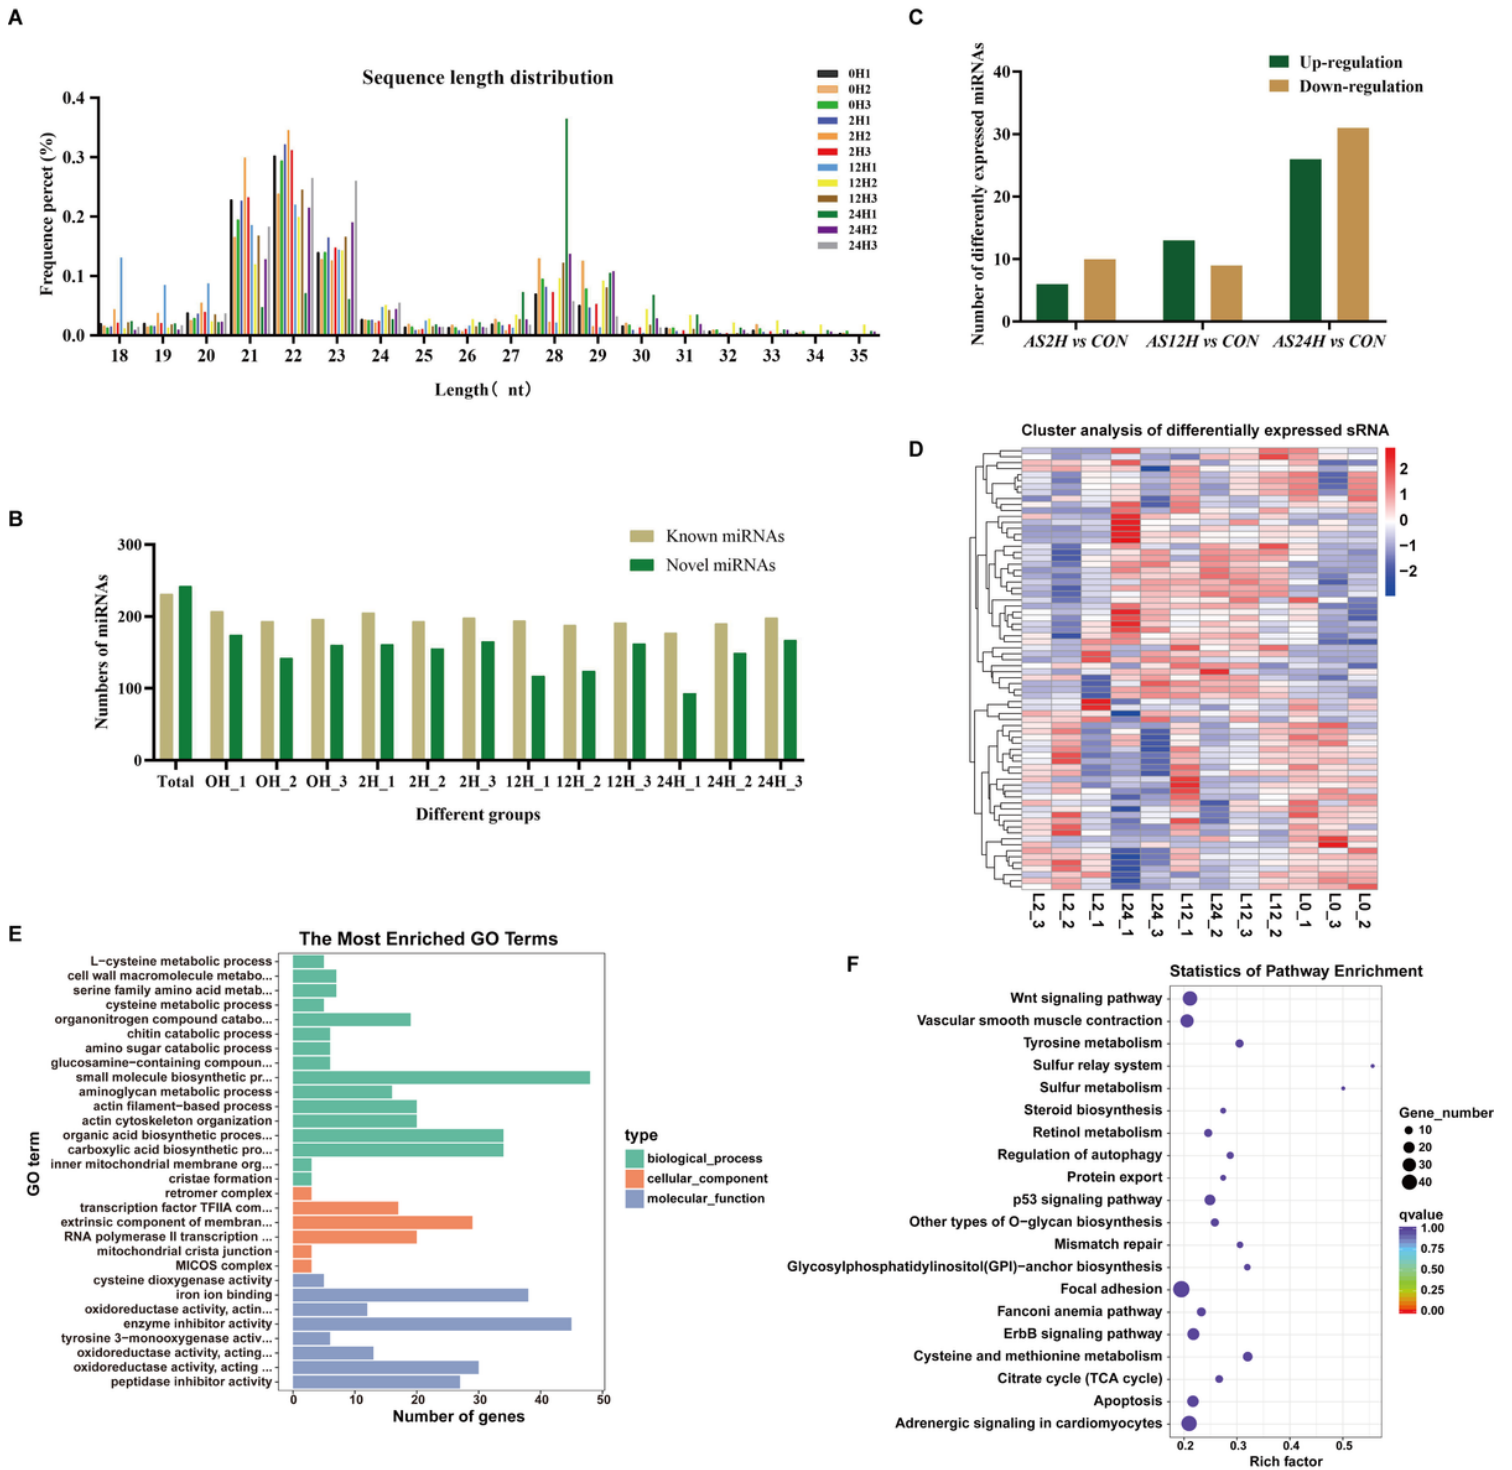 A
Sequence length distribution
Frequence percet (%)
0.4
0.3
0.2
0.1
0.0
18 19 20 21 22 23 24 25 26 27 28 29 30 31 32 33 34 35
Length( nt)
0H1
0H2
0H3
2H1
2H2
2H3
12H1
12H2
12H3
24H1
24H2
24H3
B
Numbers of miRNAs
300
200
100
0
Known miRNAs
Novel miRNAs
Total OH_1 OH_2 OH_3 2H_1 2H_2 2H_3 12H_1 12H_2 12H_3 24H_1 24H_2 24H_3
Different groups
C
Number of differently expressed miRNAs
40
30
20
10
0
Up-regulation
Down-regulation
AS2H vs CON AS12H vs CON AS24H vs CON
D
Cluster analysis of differentially expressed sRNA
2
1
0
−1
−2
L2_3 L2_2 L2_1 L24_1 L24_3 L12_1 L24_2 L12_3 L12_2 L0_1 L0_3 L0_2
E
The Most Enriched GO Terms
GO term
L−cysteine metabolic process
cell wall macromolecule metabo...
serine family amino acid metab...
cysteine metabolic process
organonitrogen compound catabo...
chitin catabolic process
amino sugar catabolic process
glucosamine−containing compoun...
small molecule biosynthetic pr...
aminoglycan metabolic process
actin filament−based process
actin cytoskeleton organization
organic acid biosynthetic proces...
carboxylic acid biosynthetic pro...
inner mitochondrial membrane org...
cristae formation
retromer complex
transcription factor TFIIA com...
extrinsic component of membran...
RNA polymerase II transcription ...
mitochondrial crista junction
MICOS complex
cysteine dioxygenase activity
iron ion binding
oxidoreductase activity, actin...
enzyme inhibitor activity
tyrosine 3−monooxygenase activ...
oxidoreductase activity, acting...
oxidoreductase activity, acting ...
peptidase inhibitor activity
0 10 20 30 40 50
Number of genes
type
biological_process
cellular_component
molecular_function
F
Statistics of Pathway Enrichment
Wnt signaling pathway
Vascular smooth muscle contraction
Tyrosine metabolism
Sulfur relay system
Sulfur metabolism
Steroid biosynthesis
Retinol metabolism
Regulation of autophagy
Protein export
p53 signaling pathway
Other types of O−glycan biosynthesis
Mismatch repair
Glycosylphosphatidylinositol(GPI)−anchor biosynthesis
Focal adhesion
Fanconi anemia pathway
ErbB signaling pathway
Cysteine and methionine metabolism
Citrate cycle (TCA cycle)
Apoptosis
Adrenergic signaling in cardiomyocytes
0.2 0.3 0.4 0.5
Rich factor
Gene_number
10
20
30
40
qvalue
1.00
0.75
0.50
0.25
0.00